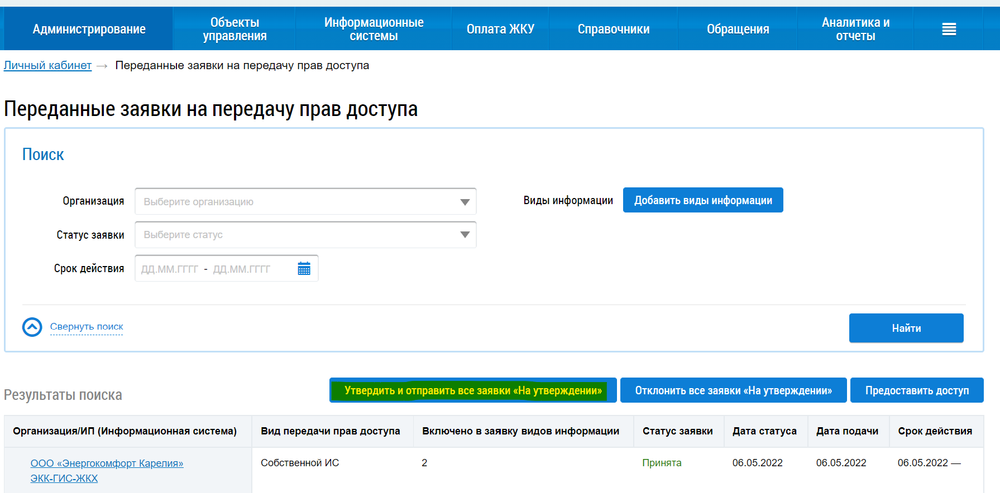 Администрирование
Объекты управления
Информационные системы
Оплата ЖКУ
Справочники
Обращения
Аналитика и отчеты
Личный кабинет → Переданные заявки на передачу прав доступа
Переданные заявки на передачу прав доступа
Поиск
Организация Выберите организацию
Виды информации Добавить виды информации
Статус заявки Выберите статус
Срок действия ДД.ММ.ГГГГ - ДД.ММ.ГГГГ
Свернуть поиск
Найти
Результаты поиска
Утвердить и отправить все заявки «На утверждении»
Отклонить все заявки «На утверждении»
Предоставить доступ
Организация/ИП (Информационная система) Вид передачи прав доступа Включено в заявку видов информации Статус заявки Дата статуса Дата подачи Срок действия
ООО «Энергокомфорт Карелия» Собственной ИС 2 Принята 06.05.2022 06.05.2022 06.05.2022 —
ЭКК-ГИС-ЖКХ